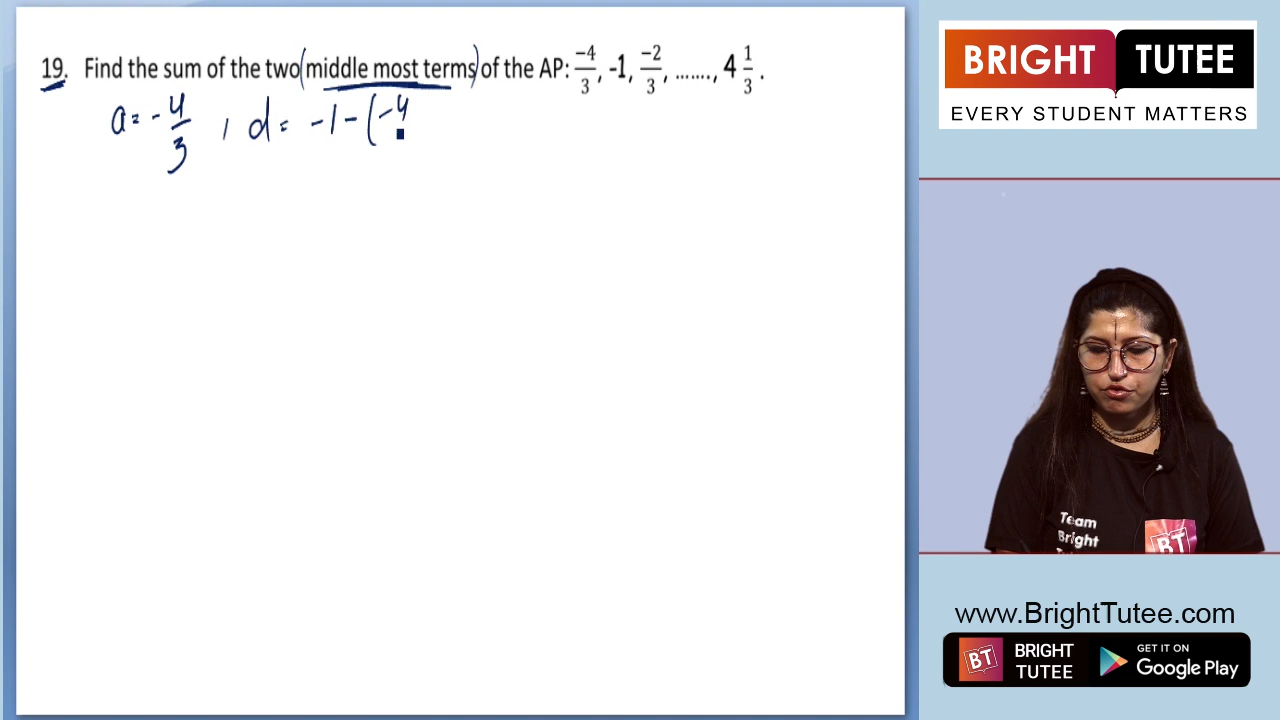 19. Find the sum of the two (middle most terms) of the AP: -4/3, -1, -2/3, ......., 4 1/3 .
a = -4/3 , d = -1 - (-4
BRIGHT TUTEE
EVERY STUDENT MATTERS
Team
Bright
BT
www.BrightTutee.com
BT BRIGHT TUTEE
GET IT ON Google Play